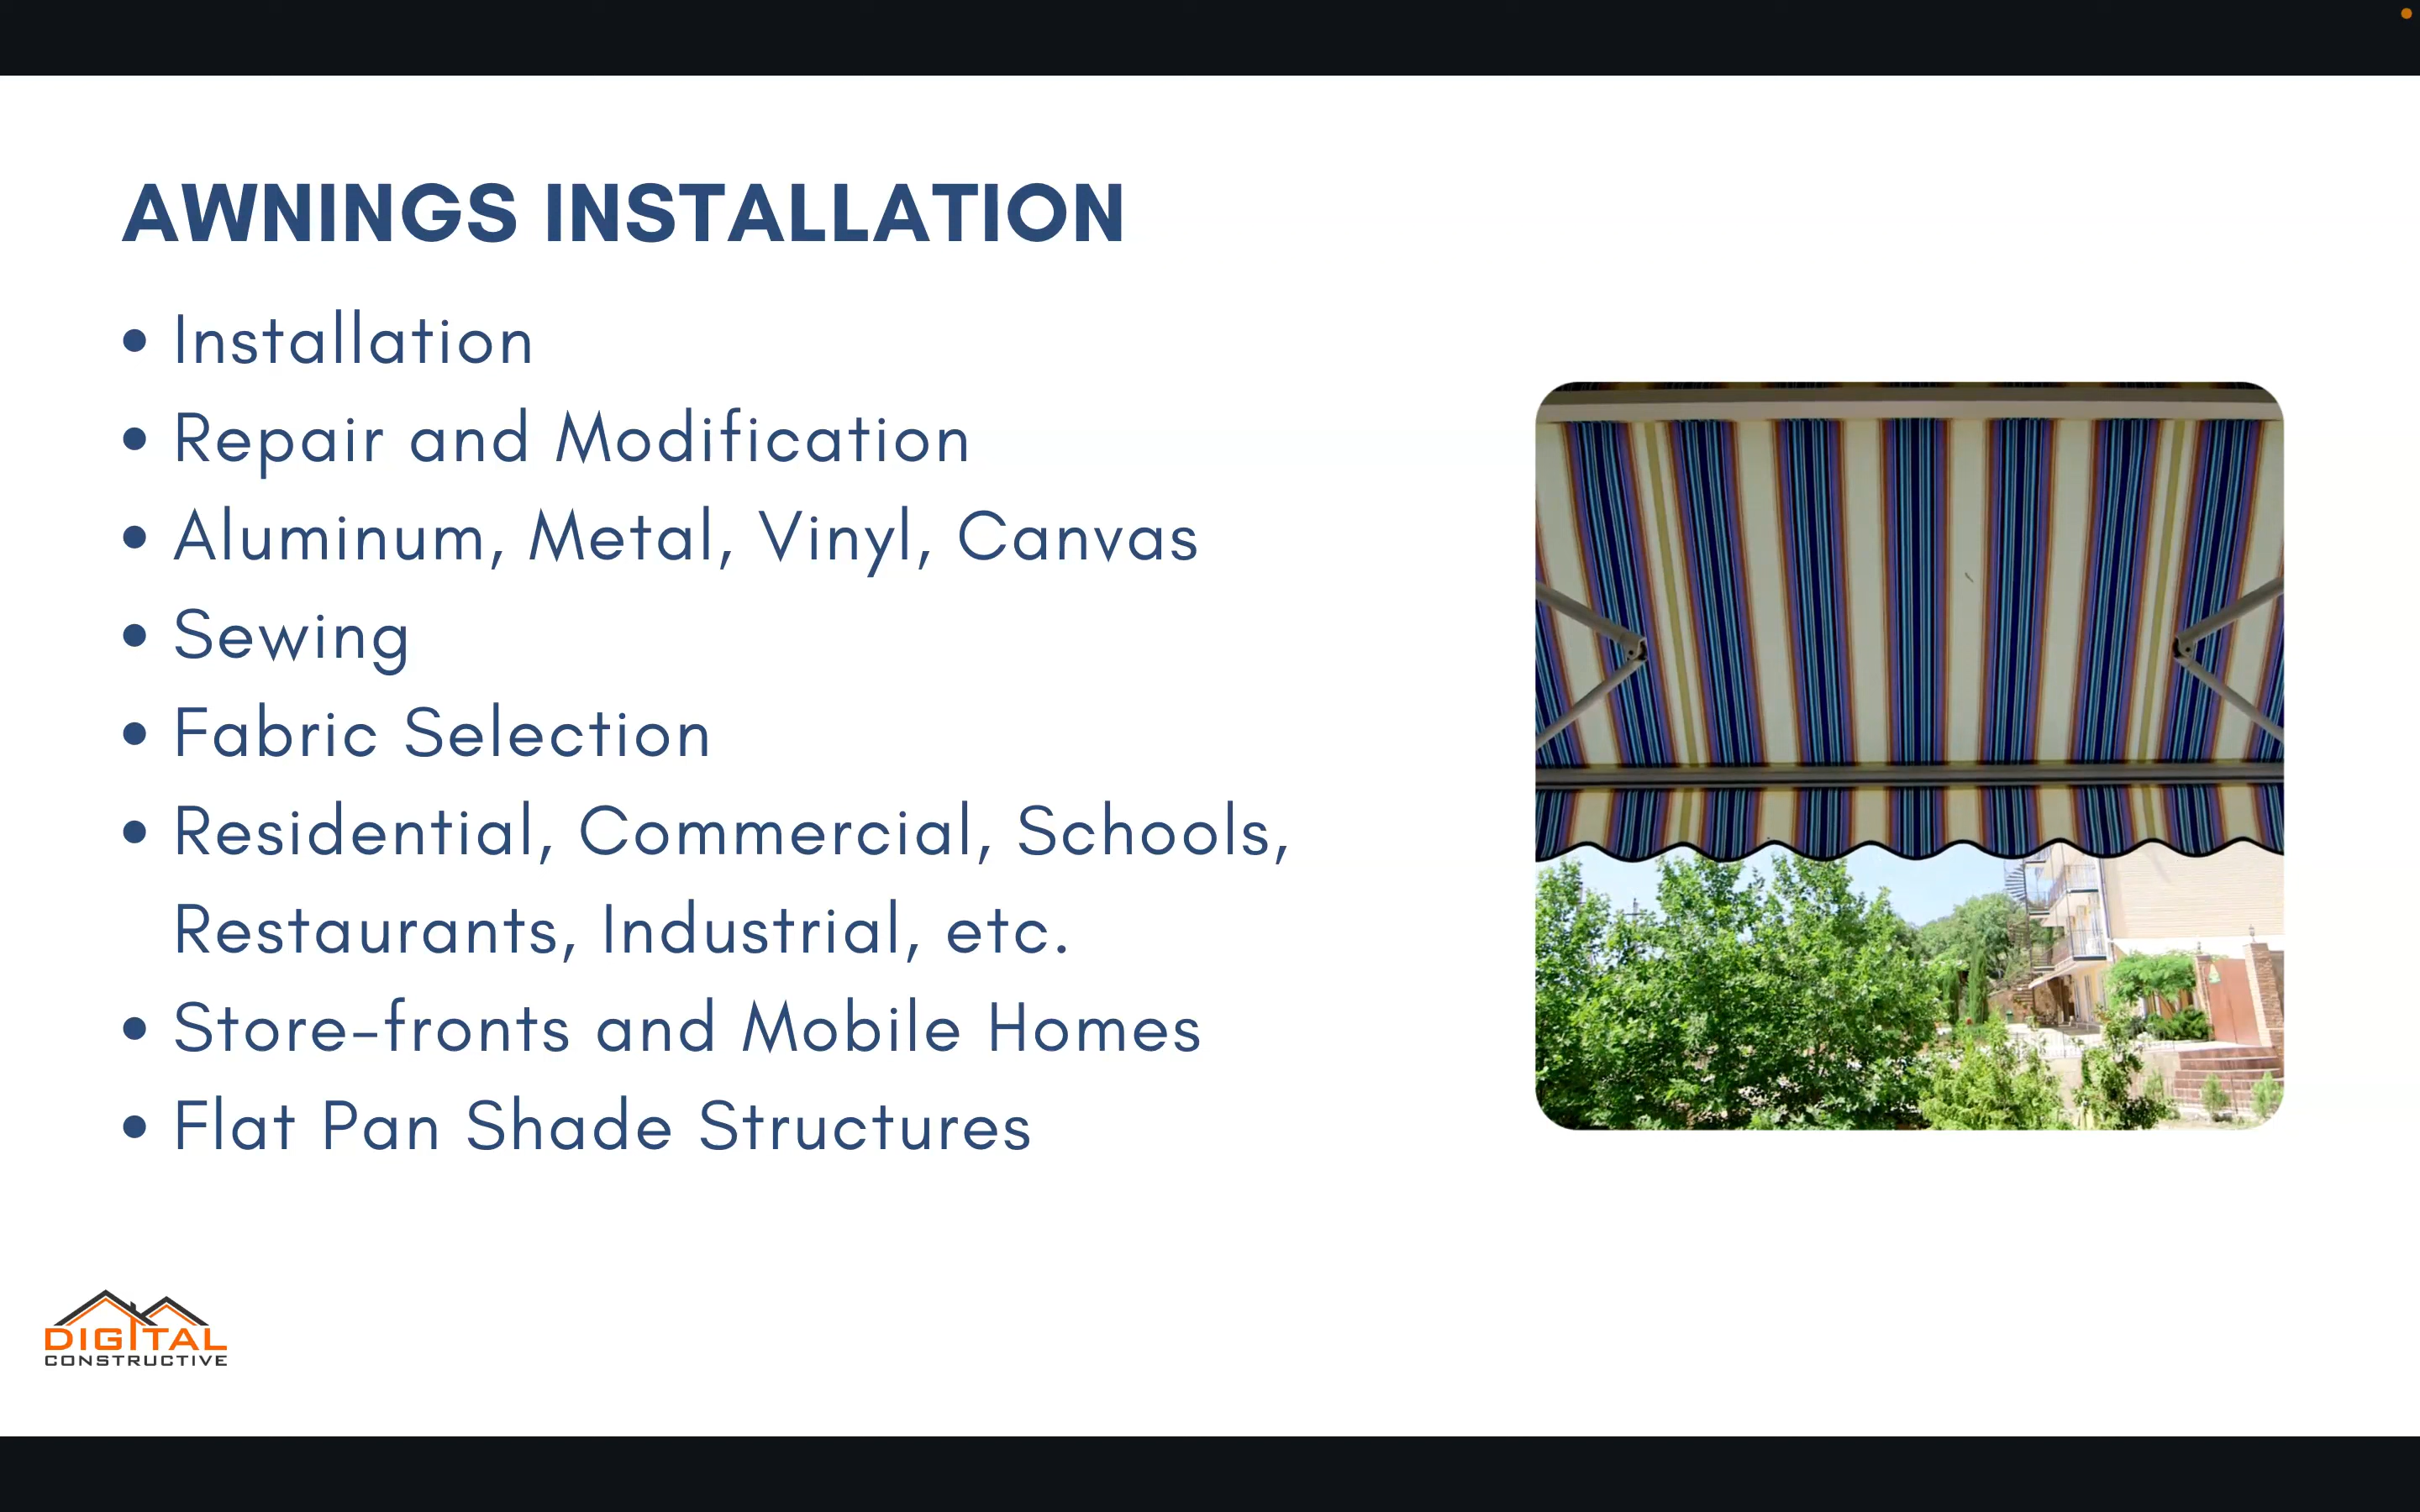 AWNINGS INSTALLATION
• Installation
• Repair and Modification
• Aluminum, Metal, Vinyl, Canvas
• Sewing
• Fabric Selection
• Residential, Commercial, Schools,
Restaurants, Industrial, etc.
• Store-fronts and Mobile Homes
• Flat Pan Shade Structures
DIGITAL
CONSTRUCTIVE